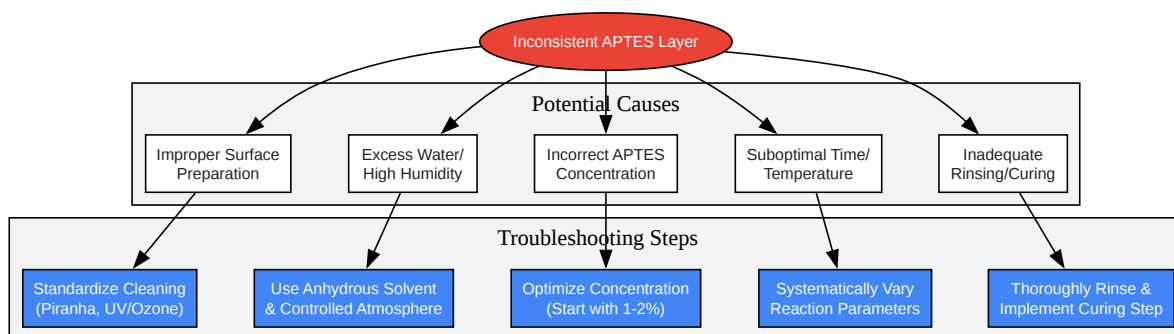 Inconsistent APTES Layer
Potential Causes
Improper Surface
Preparation
Excess Water/
High Humidity
Incorrect APTES
Concentration
Suboptimal Time/
Temperature
Inadequate
Rinsing/Curing
Troubleshooting Steps
Standardize Cleaning
(Piranha, UV/Ozone)
Use Anhydrous Solvent
& Controlled Atmosphere
Optimize Concentration
(Start with 1-2%)
Systematically Vary
Reaction Parameters
Thoroughly Rinse &
Implement Curing Step